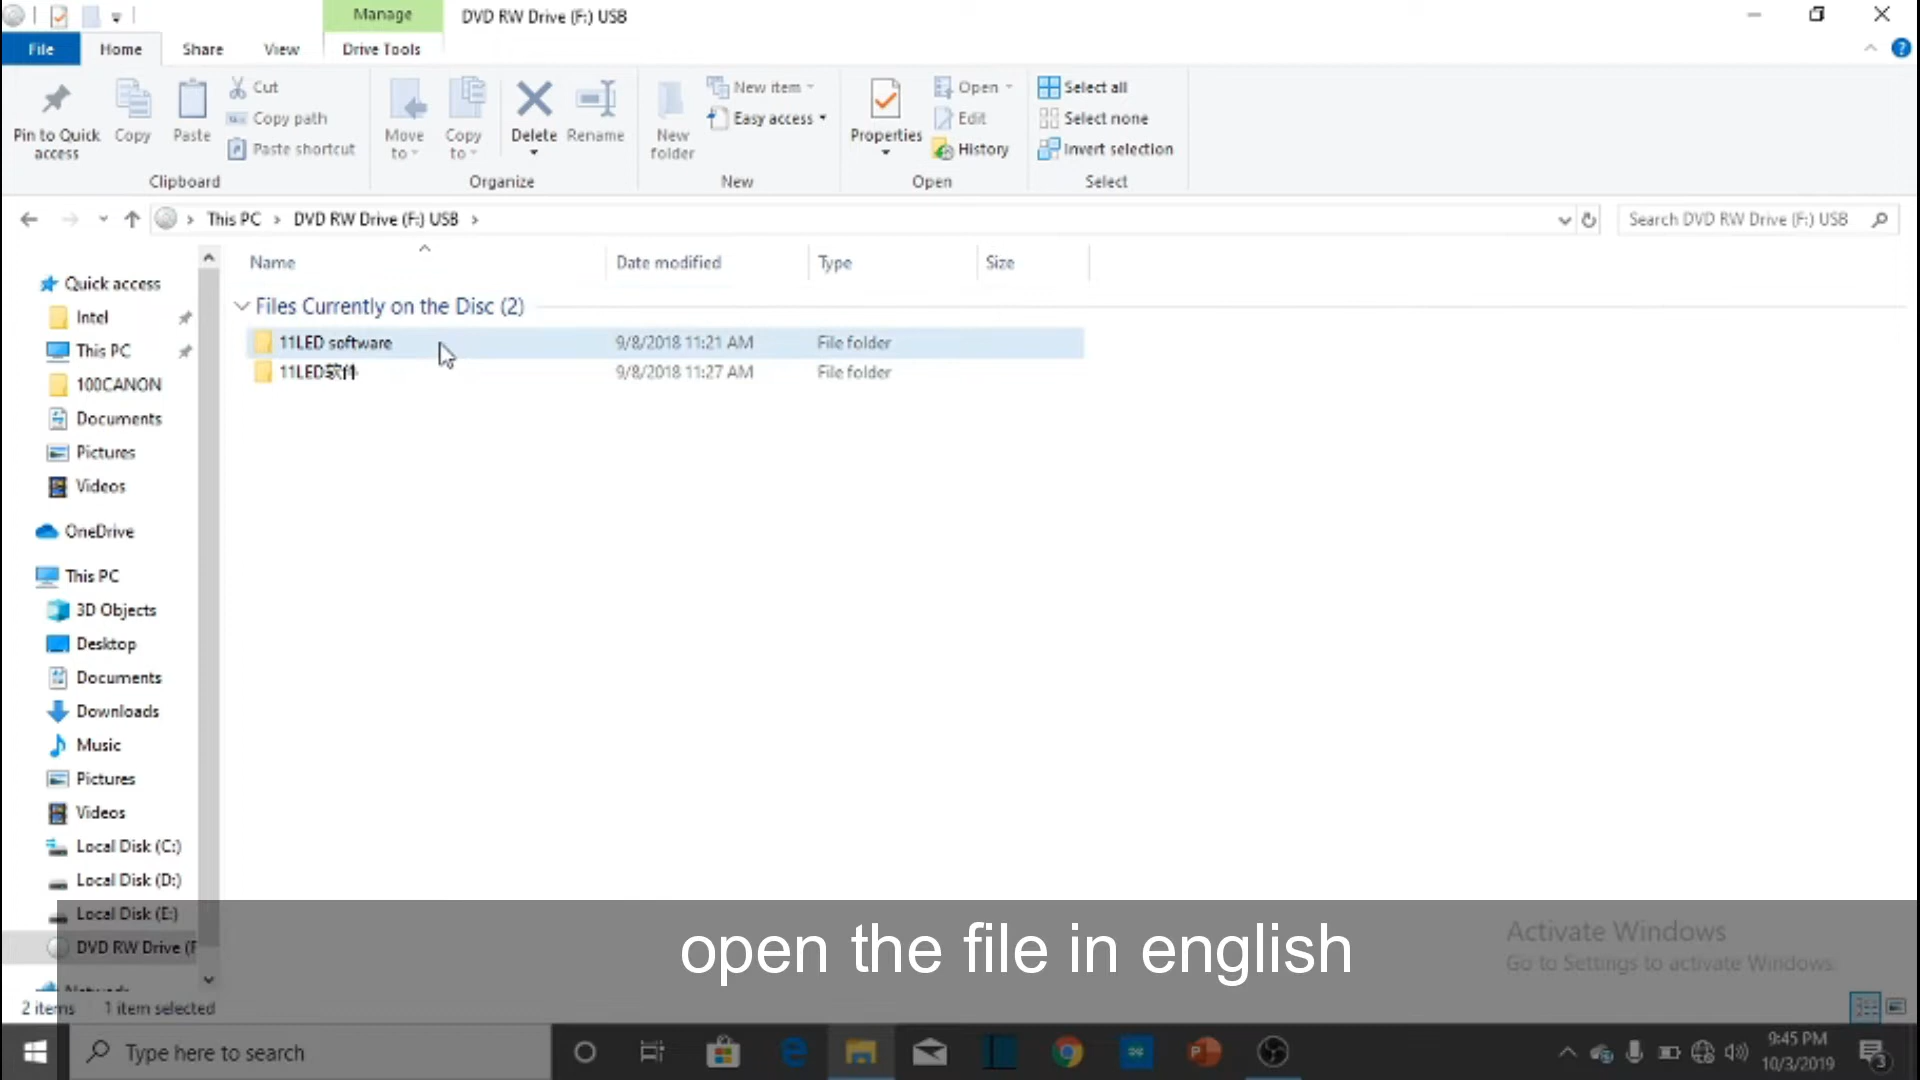 Manage
DVD RW Drive (F:) USB
File
Home
Share
View
Drive Tools
Pin to Quick access
Copy
Paste
Cut
Copy path
Paste shortcut
Clipboard
Move to
Copy to
Delete
Rename
Organize
New folder
New item
Easy access
New
Properties
Open
Edit
History
Open
Select all
Select none
Invert selection
Select
This PC > DVD RW Drive (F:) USB >
Search DVD RW Drive (F:) USB
Name
Date modified
Type
Size
Files Currently on the Disc (2)
11LED software 9/8/2018 11:21 AM File folder
11LED软件 9/8/2018 11:27 AM File folder
Quick access
Intel
This PC
100CANON
Documents
Pictures
Videos
OneDrive
This PC
3D Objects
Desktop
Documents
Downloads
Music
Pictures
Videos
Local Disk (C:)
Local Disk (D:)
Local Disk (E:)
DVD RW Drive (F
Network
2 items 1 item selected
open the file in english
Activate Windows
Go to Settings to activate Windows.
Type here to search
9:45 PM
10/3/2019
3